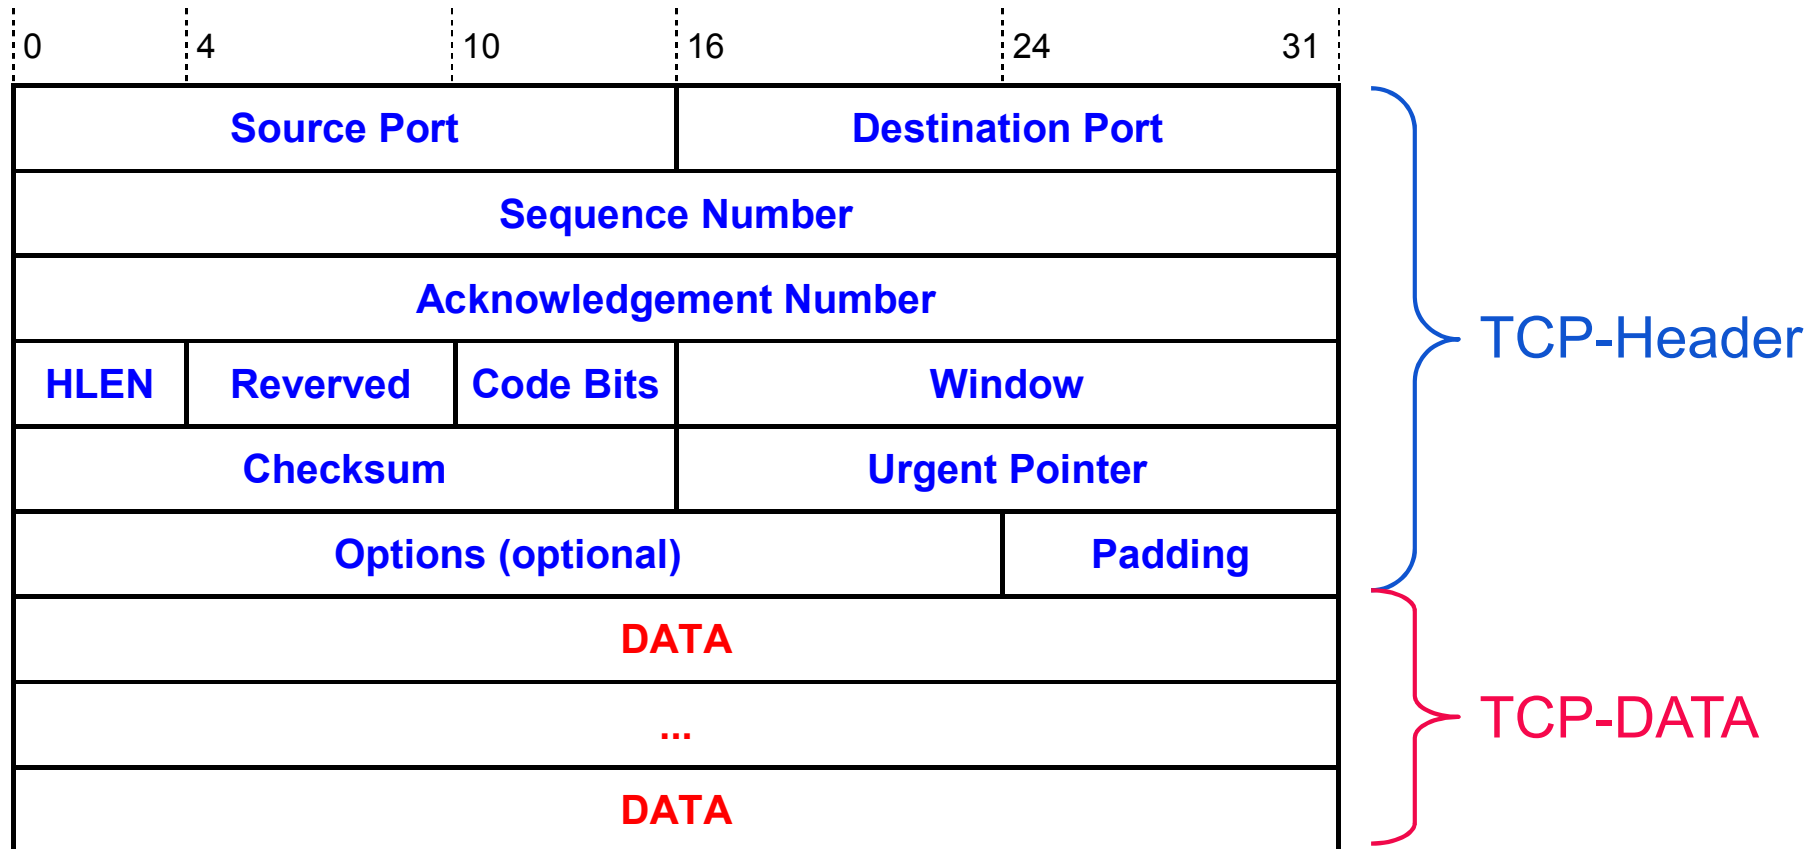 0 4 10 16 24 31
Source Port Destination Port
Sequence Number
Acknowledgement Number
HLEN Reverved Code Bits Window
Checksum Urgent Pointer
Options (optional) Padding
DATA
...
DATA
TCP-Header
TCP-DATA